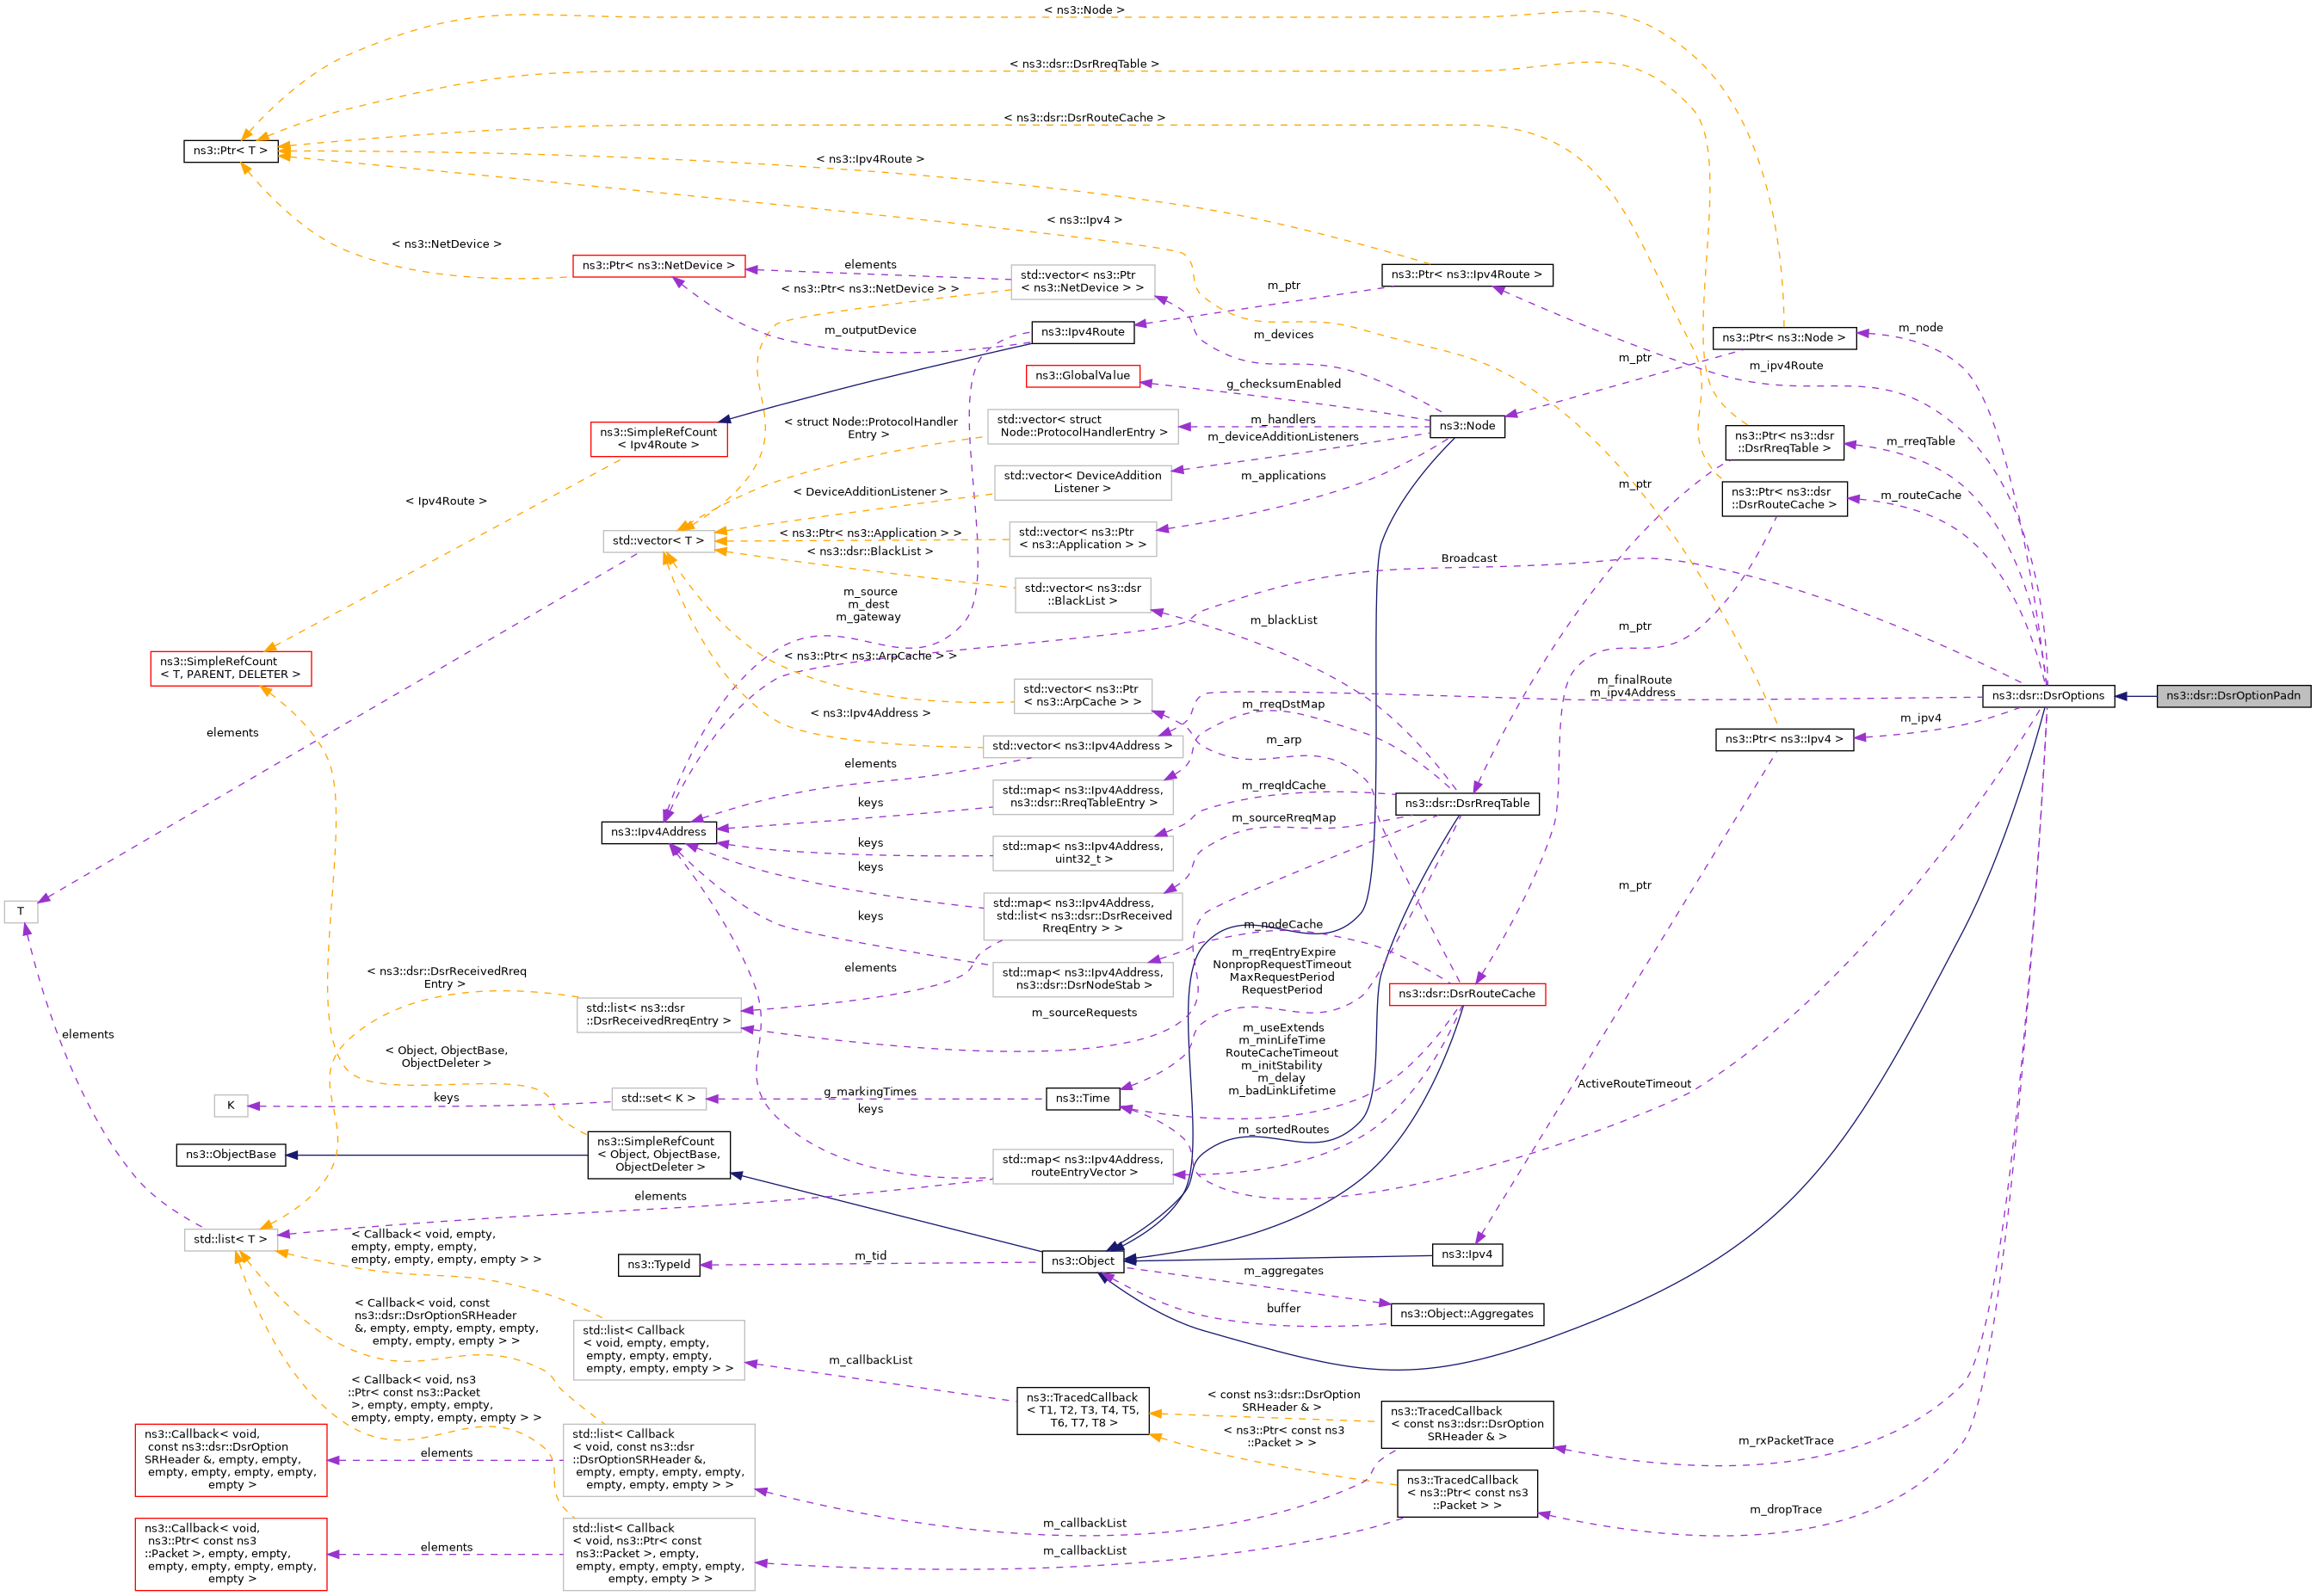 < ns3::Node >
< ns3::dsr::DsrRreqTable >
< ns3::dsr::DsrRouteCache >
ns3::Ptr< T >
< ns3::Ipv4Route >
< ns3::Ipv4 >
< ns3::NetDevice >
ns3::Ptr< ns3::NetDevice >
elements
std::vector< ns3::Ptr
< ns3::NetDevice > >
ns3::Ptr< ns3::Ipv4Route >
< ns3::Ptr< ns3::NetDevice > >
m_ptr
m_outputDevice
ns3::Ipv4Route
m_devices
m_node
ns3::Ptr< ns3::Node >
m_ptr
m_ipv4Route
ns3::GlobalValue
g_checksumEnabled
ns3::SimpleRefCount
< Ipv4Route >
< struct Node::ProtocolHandler
Entry >
std::vector< struct
Node::ProtocolHandlerEntry >
m_handlers
ns3::Node
m_deviceAdditionListeners
ns3::Ptr< ns3::dsr
::DsrRreqTable >
m_rreqTable
< Ipv4Route >
< DeviceAdditionListener >
std::vector< DeviceAddition
Listener >
m_applications
m_ptr
ns3::Ptr< ns3::dsr
::DsrRouteCache >
m_routeCache
std::vector< T >
< ns3::Ptr< ns3::Application > >
std::vector< ns3::Ptr
< ns3::Application > >
< ns3::dsr::BlackList >
Broadcast
m_source
m_dest
m_gateway
std::vector< ns3::dsr
::BlackList >
m_blackList
m_ptr
ns3::SimpleRefCount
< T, PARENT, DELETER >
< ns3::Ptr< ns3::ArpCache > >
std::vector< ns3::Ptr
< ns3::ArpCache > >
m_finalRoute
m_ipv4Address
ns3::dsr::DsrOptions
ns3::dsr::DsrOptionPadn
m_rreqDstMap
< ns3::Ipv4Address >
m_ipv4
elements
std::vector< ns3::Ipv4Address >
m_arp
ns3::Ptr< ns3::Ipv4 >
elements
keys
std::map< ns3::Ipv4Address,
ns3::dsr::RreqTableEntry >
m_rreqIdCache
ns3::dsr::DsrRreqTable
ns3::Ipv4Address
m_sourceRreqMap
keys
std::map< ns3::Ipv4Address,
uint32_t >
keys
m_ptr
T
keys
std::map< ns3::Ipv4Address,
std::list< ns3::dsr::DsrReceived
RreqEntry > >
m_nodeCache
< ns3::dsr::DsrReceivedRreq
Entry >
elements
std::map< ns3::Ipv4Address,
ns3::dsr::DsrNodeStab >
m_rreqEntryExpire
NonpropRequestTimeout
MaxRequestPeriod
RequestPeriod
ns3::dsr::DsrRouteCache
std::list< ns3::dsr
::DsrReceivedRreqEntry >
m_sourceRequests
elements
< Object, ObjectBase,
ObjectDeleter >
m_useExtends
m_minLifeTime
RouteCacheTimeout
m_initStability
m_delay
m_badLinkLifetime
ActiveRouteTimeout
K
keys
std::set< K >
g_markingTimes
keys
ns3::Time
m_sortedRoutes
ns3::ObjectBase
ns3::SimpleRefCount
< Object, ObjectBase,
ObjectDeleter >
std::map< ns3::Ipv4Address,
routeEntryVector >
elements
std::list< T >
< Callback< void, empty,
empty, empty, empty,
empty, empty, empty, empty > >
ns3::TypeId
m_tid
ns3::Object
ns3::Ipv4
m_aggregates
buffer
ns3::Object::Aggregates
< Callback< void, const
ns3::dsr::DsrOptionSRHeader
&, empty, empty, empty, empty,
empty, empty, empty > >
std::list< Callback
< void, empty, empty,
empty, empty, empty,
empty, empty, empty > >
m_callbackList
< Callback< void, ns3
::Ptr< const ns3::Packet
>, empty, empty, empty,
empty, empty, empty, empty > >
ns3::TracedCallback
< T1, T2, T3, T4, T5,
T6, T7, T8 >
< const ns3::dsr::DsrOption
SRHeader & >
ns3::TracedCallback
< const ns3::dsr::DsrOption
SRHeader & >
< ns3::Ptr< const ns3
::Packet > >
m_rxPacketTrace
ns3::Callback< void,
const ns3::dsr::DsrOption
SRHeader &, empty, empty,
empty, empty, empty, empty,
empty >
elements
std::list< Callback
< void, const ns3::dsr
::DsrOptionSRHeader &,
empty, empty, empty, empty,
empty, empty, empty > >
ns3::TracedCallback
< ns3::Ptr< const ns3
::Packet > >
m_dropTrace
m_callbackList
ns3::Callback< void,
ns3::Ptr< const ns3
::Packet >, empty, empty,
empty, empty, empty, empty,
empty >
elements
std::list< Callback
< void, ns3::Ptr< const
ns3::Packet >, empty,
empty, empty, empty, empty,
empty, empty > >
m_callbackList